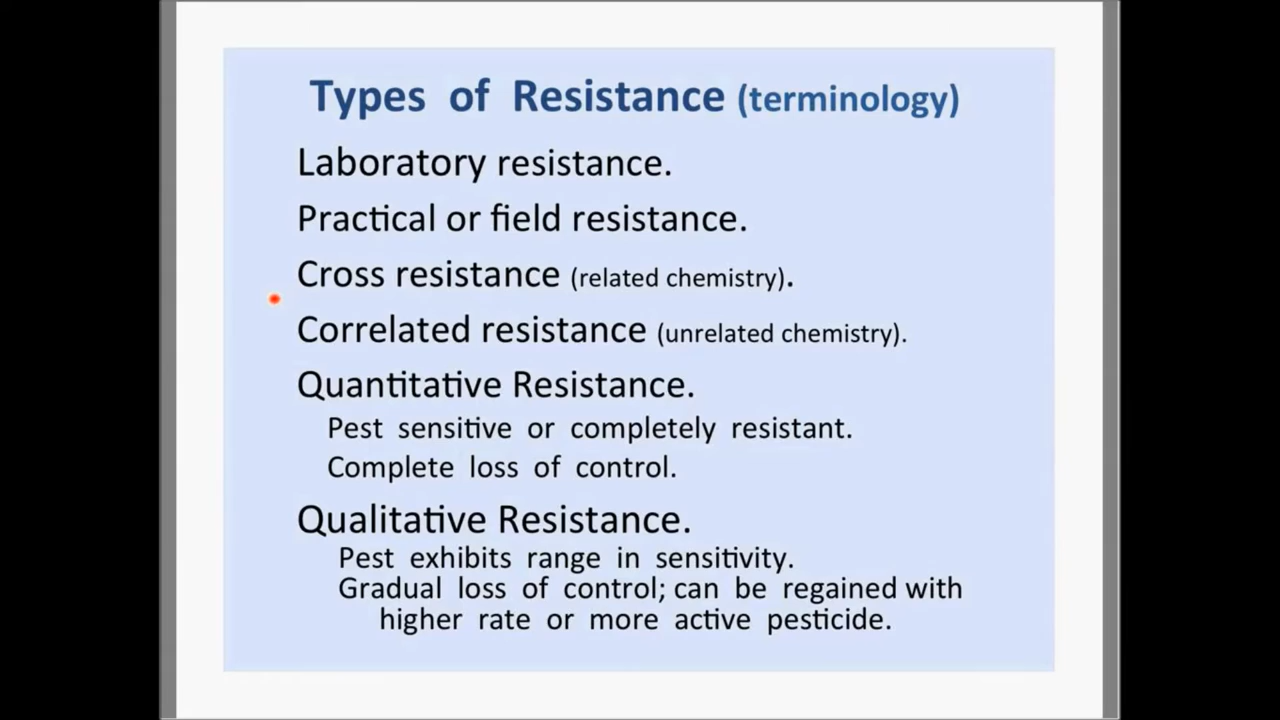 Types of Resistance (terminology)
Laboratory resistance.
Practical or field resistance.
Cross resistance (related chemistry).
Correlated resistance (unrelated chemistry).
Quantitative Resistance.
Pest sensitive or completely resistant.
Complete loss of control.
Qualitative Resistance.
Pest exhibits range in sensitivity.
Gradual loss of control; can be regained with
higher rate or more active pesticide.